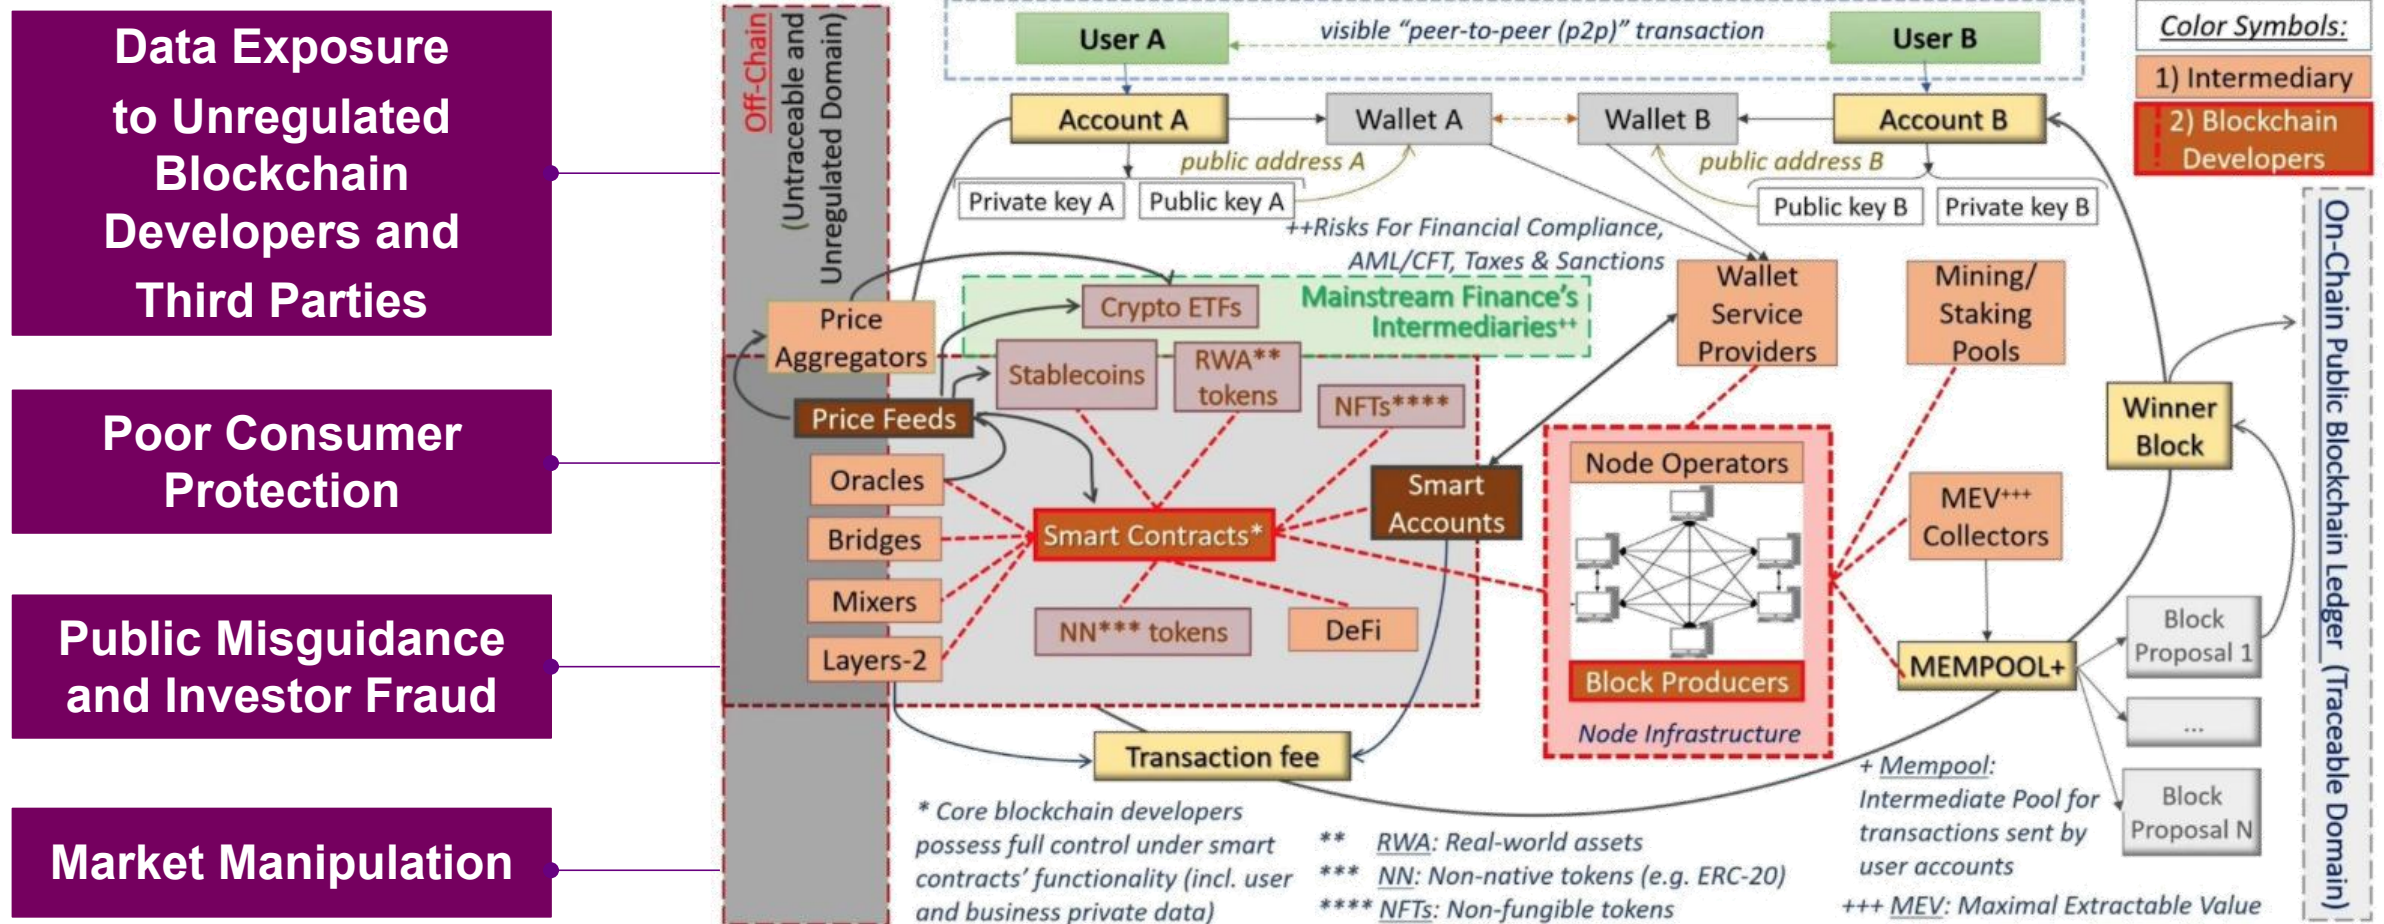 Data Exposure
to Unregulated
Blockchain
Developers and
Third Parties
Poor Consumer
Protection
Public Misguidance
and Investor Fraud
Market Manipulation
Off-Chain
(Untraceable and
Unregulated Domain)
User A
visible “peer-to-peer (p2p)” transaction
User B
Color Symbols:
1) Intermediary
2) Blockchain
Developers
Account A
Wallet A
Wallet B
Account B
public address A
public address B
Private key A
Public key A
Public key B
Private key B
++Risks For Financial Compliance,
AML/CFT, Taxes & Sanctions
Mainstream Finance's
Intermediaries++
Crypto ETFs
Price
Aggregators
Price Feeds
Stablecoins
RWA**
tokens
NFTs****
Wallet
Service
Providers
Mining/
Staking
Pools
Winner
Block
Oracles
Bridges
Mixers
Layers-2
Smart Contracts*
Smart
Accounts
NN*** tokens
DeFi
Node Operators
Block Producers
Node Infrastructure
MEV+++
Collectors
MEMPOOL+
Block
Proposal 1
...
Block
Proposal N
Transaction fee
On-Chain Public Blockchain Ledger (Traceable Domain)
* Core blockchain developers
possess full control under smart
contracts' functionality (incl. user
and business private data)
** RWA: Real-world assets
*** NN: Non-native tokens (e.g. ERC-20)
**** NFTs: Non-fungible tokens
+ Mempool:
Intermediate Pool for
transactions sent by
user accounts
+++ MEV: Maximal Extractable Value